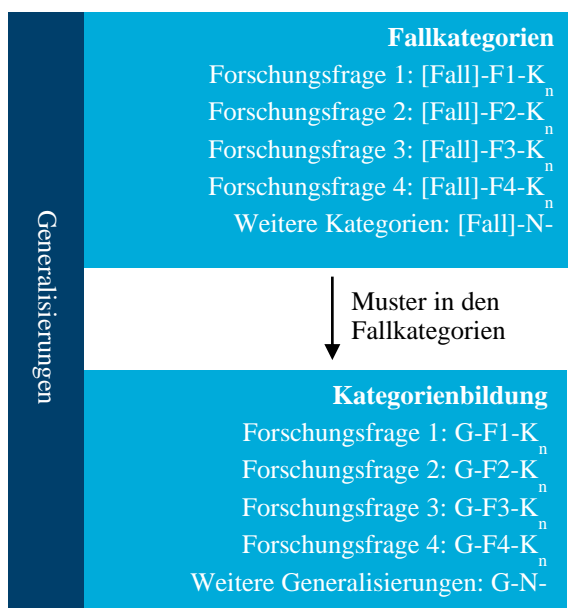 Generalisierungen
Fallkategorien
Forschungsfrage 1: [Fall]-F1-Kn
Forschungsfrage 2: [Fall]-F2-Kn
Forschungsfrage 3: [Fall]-F3-Kn
Forschungsfrage 4: [Fall]-F4-Kn
Weitere Kategorien: [Fall]-N-
Muster in den
Fallkategorien
Kategorienbildung
Forschungsfrage 1: G-F1-Kn
Forschungsfrage 2: G-F2-Kn
Forschungsfrage 3: G-F3-Kn
Forschungsfrage 4: G-F4-Kn
Weitere Generalisierungen: G-N-